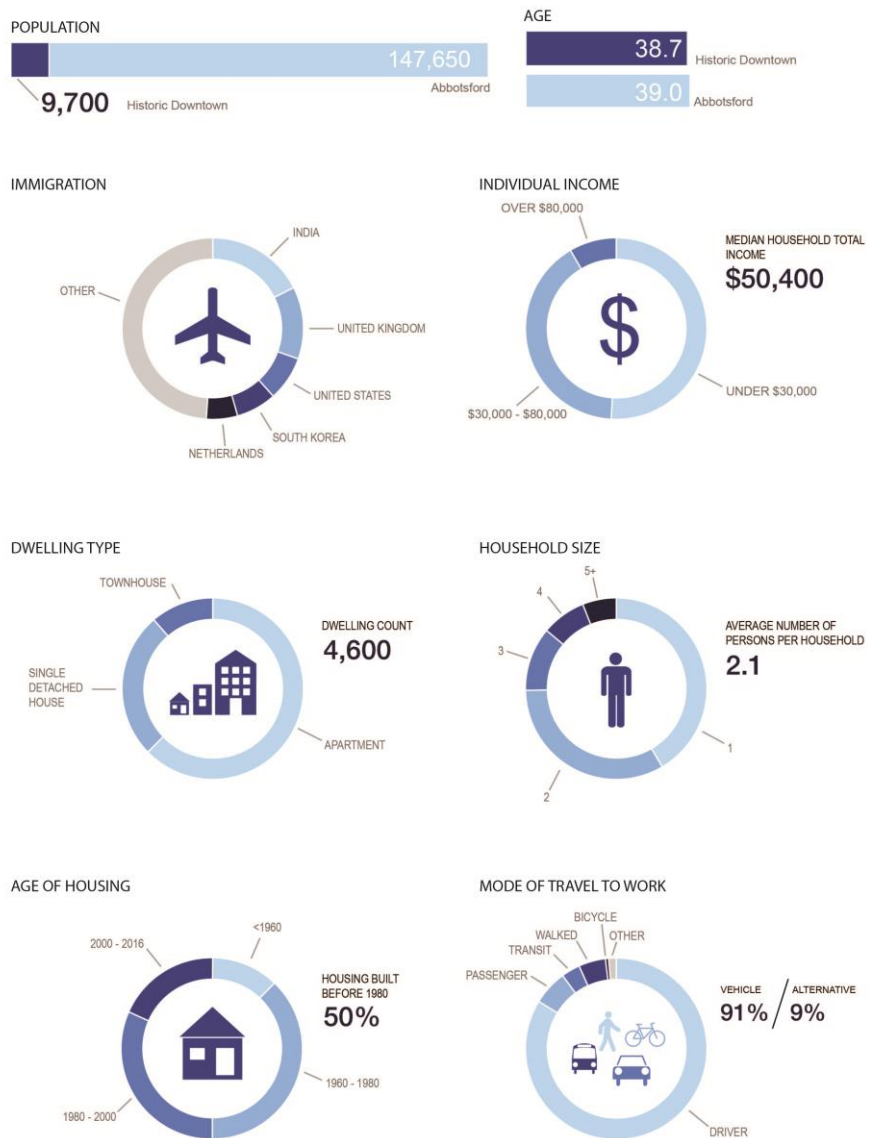 POPULATION
147,650
Abbotsford
9,700 Historic Downtown
AGE
38.7 Historic Downtown
39.0 Abbotsford
IMMIGRATION
INDIA
OTHER
UNITED KINGDOM
UNITED STATES
SOUTH KOREA
NETHERLANDS
INDIVIDUAL INCOME
OVER $80,000
MEDIAN HOUSEHOLD TOTAL
INCOME
$50,400
$
UNDER $30,000
$30,000 - $80,000
DWELLING TYPE
TOWNHOUSE
DWELLING COUNT
4,600
SINGLE
DETACHED
HOUSE
APARTMENT
HOUSEHOLD SIZE
5+
4
3
AVERAGE NUMBER OF
PERSONS PER HOUSEHOLD
2.1
1
2
AGE OF HOUSING
<1960
2000 - 2016
HOUSING BUILT
BEFORE 1980
50%
1960 - 1980
1980 - 2000
MODE OF TRAVEL TO WORK
BICYCLE
WALKED OTHER
TRANSIT
PASSENGER
VEHICLE / ALTERNATIVE
91% / 9%
DRIVER